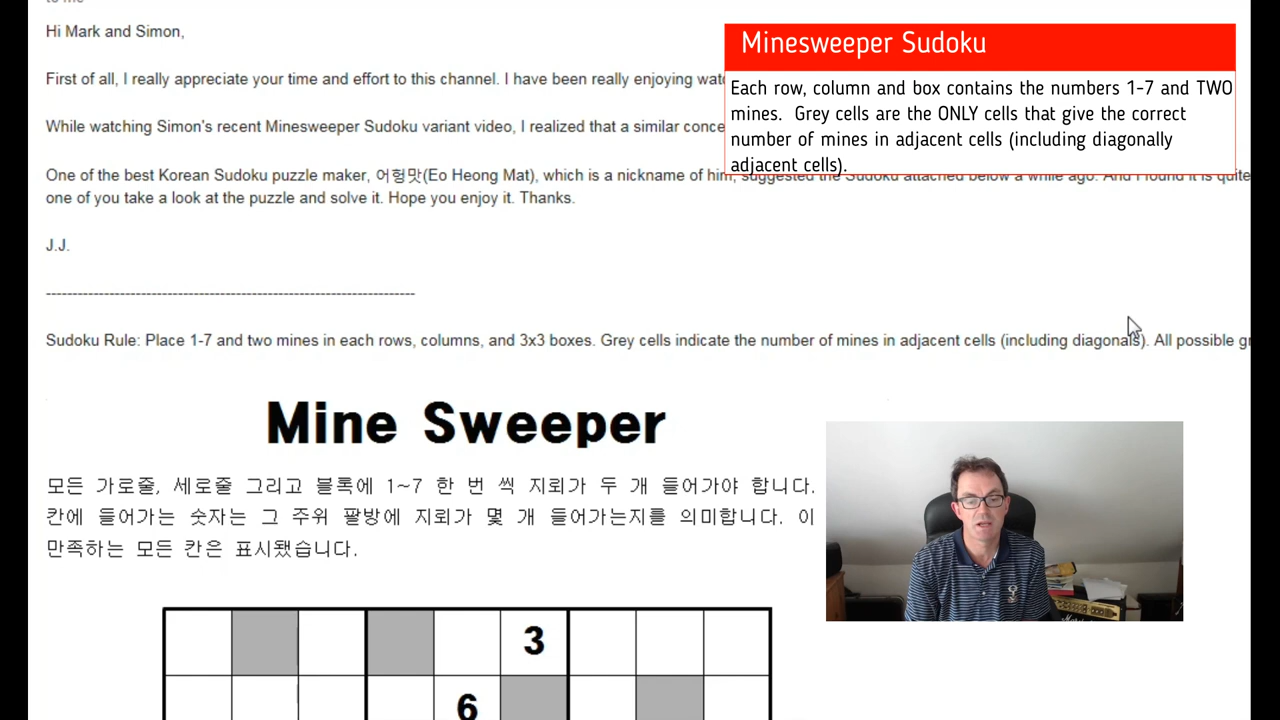 to me
Hi Mark and Simon,
Minesweeper Sudoku
First of all, I really appreciate your time and effort to this channel. I have been really enjoying
Each row, column and box contains the numbers 1-7 and TWO
mines. Grey cells are the ONLY cells that give the correct
number of mines in adjacent cells (including diagonally
adjacent cells).
While watching Simon's recent Minesweeper Sudoku variant video, I realized that a similar
One of the best Korean Sudoku puzzle maker, 어헝맛(Eo Heong Mat), which is a nickname of him, suggested the Sudoku attached below a while ago. And I found it is quite
one of you take a look at the puzzle and solve it. Hope you enjoy it. Thanks.
J.J.
--------------------------------------------------------------------
Sudoku Rule: Place 1-7 and two mines in each rows, columns, and 3x3 boxes. Grey cells indicate the number of mines in adjacent cells (including diagonals). All possible
Mine Sweeper
모든 가로줄, 세로줄 그리고 블록에 1~7 한 번 씩 지뢰가 두 개 들어가야 합니다.
칸에 들어가는 숫자는 그 주위 팔방에 지뢰가 몇 개 들어가는지를 의미합니다. 이
만족하는 모든 칸은 표시됐습니다.
3
6